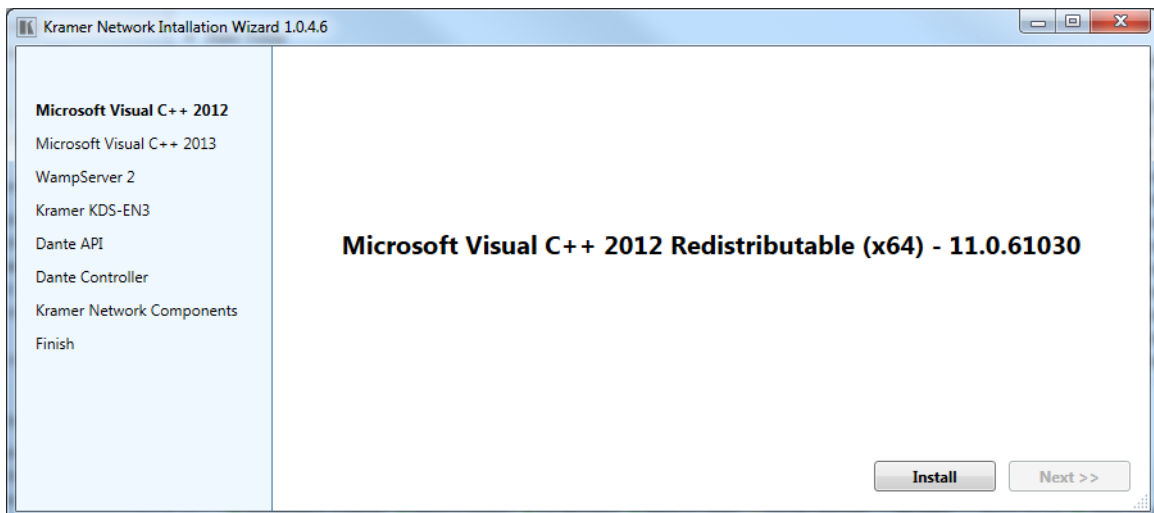 Kramer Network Intallation Wizard 1.0.4.6
Microsoft Visual C++ 2012
Microsoft Visual C++ 2013
WampServer 2
Kramer KDS-EN3
Dante API
Dante Controller
Kramer Network Components
Finish
Microsoft Visual C++ 2012 Redistributable (x64) - 11.0.61030
Install
Next >>